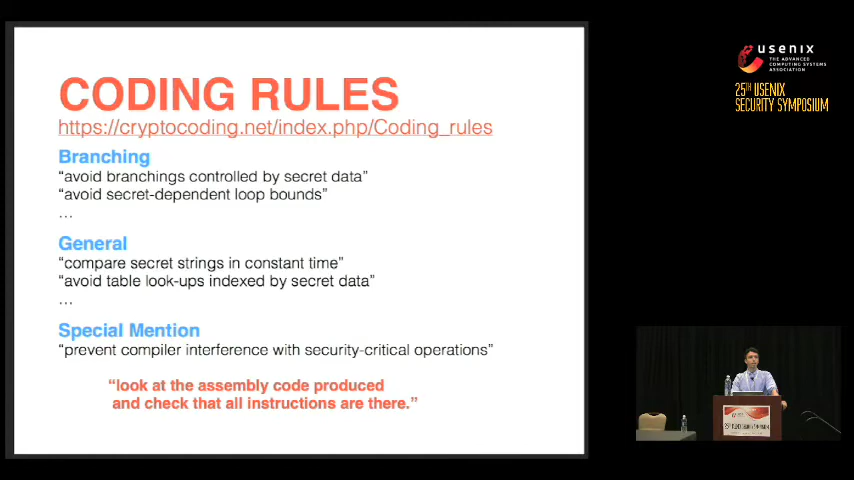 CODING RULES
https://cryptocoding.net/index.php/Coding_rules
Branching
“avoid branchings controlled by secret data”
“avoid secret-dependent loop bounds”
…
General
“compare secret strings in constant time”
“avoid table look-ups indexed by secret data”
…
Special Mention
“prevent compiler interference with security-critical operations”
“look at the assembly code produced
and check that all instructions are there.”
usenix
THE ADVANCED
COMPUTING SYSTEMS
ASSOCIATION
25TH USENIX
SECURITY SYMPOSIUM